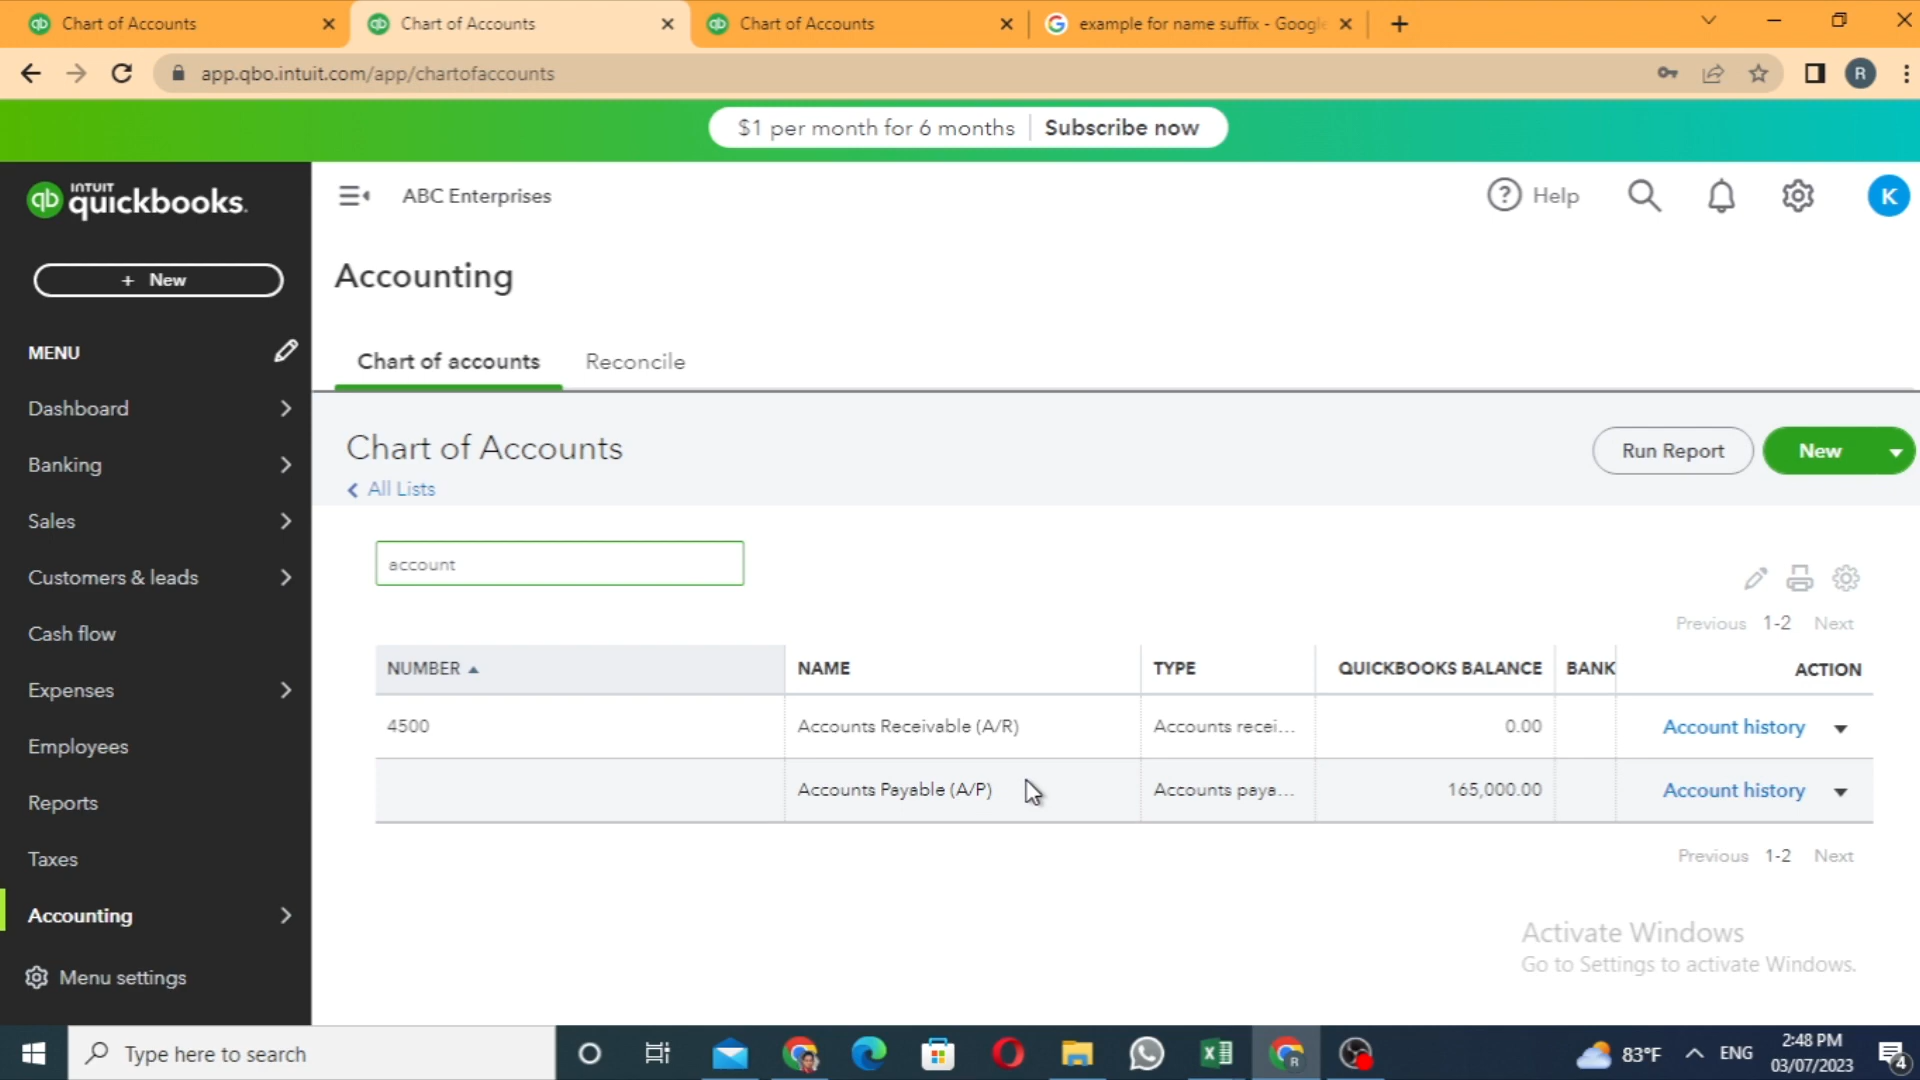 Chart of Accounts
Chart of Accounts
Chart of Accounts
example for name suffix - Google
app.qbo.intuit.com/app/chartofaccounts
R
$1 per month for 6 months | Subscribe now
qb INTUIT quickbooks.
ABC Enterprises
? Help
K
+ New
MENU
Dashboard
Banking
Sales
Customers & leads
Cash flow
Expenses
Employees
Reports
Taxes
Accounting
Menu settings
Accounting
Chart of accounts Reconcile
Chart of Accounts
Run Report New
All Lists
account
Previous 1-2 Next
NUMBER NAME TYPE QUICKBOOKS BALANCE BANK ACTION
4500 Accounts Receivable (A/R) Accounts recei... 0.00 Account history
Accounts Payable (A/P) Accounts paya... 165,000.00 Account history
Previous 1-2 Next
Activate Windows
Go to Settings to activate Windows.
Type here to search
83°F ENG
2:48 PM
03/07/2023
4